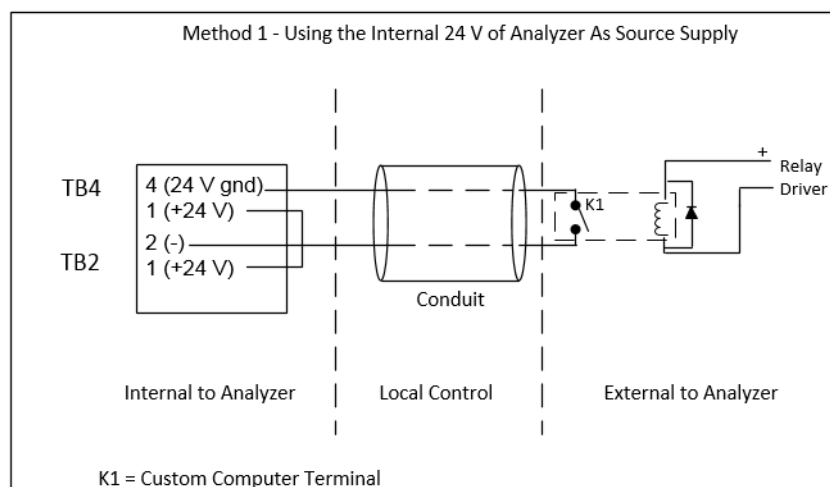 Method 1 - Using the Internal 24 V of Analyzer As Source Supply
TB4
4 (24 V gnd)
1 (+24 V)
TB2
2 (-)
1 (+24 V)
K1
+
Relay
Driver
Conduit
Internal to Analyzer
Local Control
External to Analyzer
K1 = Custom Computer Terminal